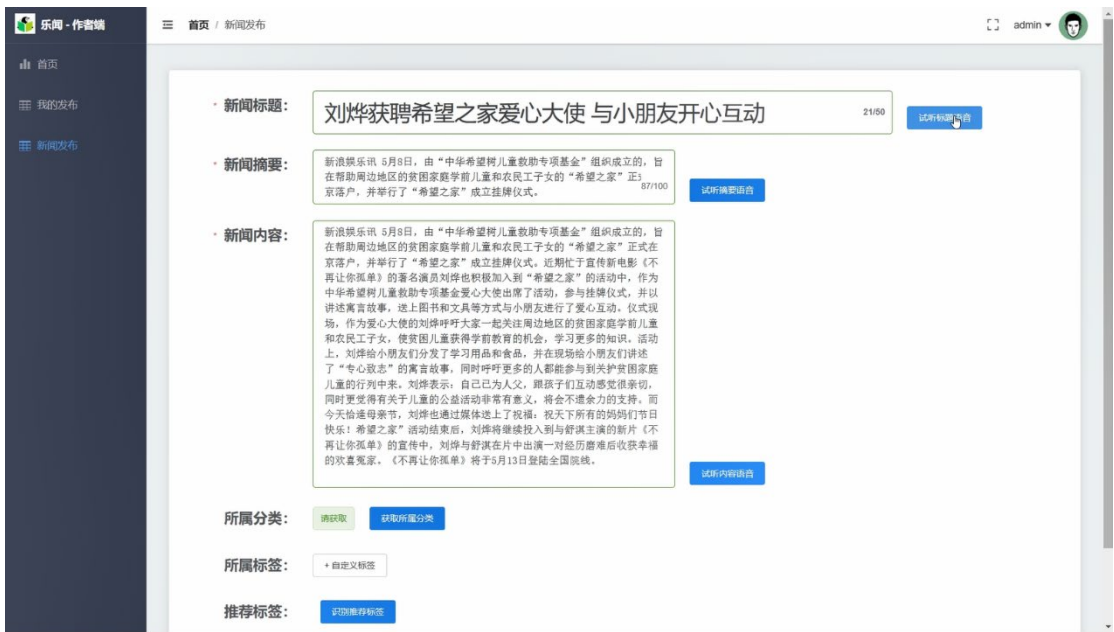 乐闻 - 作者端
首页 / 新闻发布
admin
首页
我的发布
新闻发布
* 新闻标题：
刘烨获聘希望之家爱心大使 与小朋友开心互动
21/50
试听标题语音
* 新闻摘要：
新浪娱乐讯 5月8日，由“中华希望树儿童救助专项基金”组织成立的，旨
在帮助周边地区的贫困家庭学前儿童和农民工子女的“希望之家”正
京落户，并举行了“希望之家”成立挂牌仪式。
87/100
试听摘要语音
* 新闻内容：
新浪娱乐讯 5月8日，由“中华希望树儿童救助专项基金”组织成立的，旨
在帮助周边地区的贫困家庭学前儿童和农民工子女的“希望之家”正式在
京落户，并举行了“希望之家”成立挂牌仪式。近期忙于宣传新电影《不
再让你孤单》的著名演员刘烨也积极加入到“希望之家”的活动中，作为
中华希望树儿童救助专项基金爱心大使出席了活动，参与挂牌仪式，并以
讲述寓言故事，送上图书和文具等方式与小朋友进行了爱心互动。仪式现
场，作为爱心大使的刘烨呼吁大家一起关注周边地区的贫困家庭学前儿童
和农民工子女，使贫困儿童获得学前教育的机会，学习更多的知识。活动
上，刘烨给小朋友们分发了学习用品和食品，并在现场给小朋友们讲述
了“专心致志”的寓言故事，同时呼吁更多的人都能参与到关护贫困家庭
儿童的行列中来。刘烨表示：自己已为人父，跟孩子们互动感觉很亲切，
同时更觉得有关于儿童的公益活动非常有意义，将会不遗余力的支持。而
今天恰逢母亲节，刘烨也通过媒体送上了祝福：祝天下所有的妈妈们节日
快乐！希望之家”活动结束后，刘烨将继续投入到与舒淇主演的新片《不
再让你孤单》的宣传中，刘烨与舒淇在片中出演一对经历磨难后收获幸福
的欢喜冤家。《不再让你孤单》将于5月13日登陆全国院线。
试听内容语音
所属分类：
请获取
获取所属分类
所属标签：
+ 自定义标签
推荐标签：
识别推荐标签